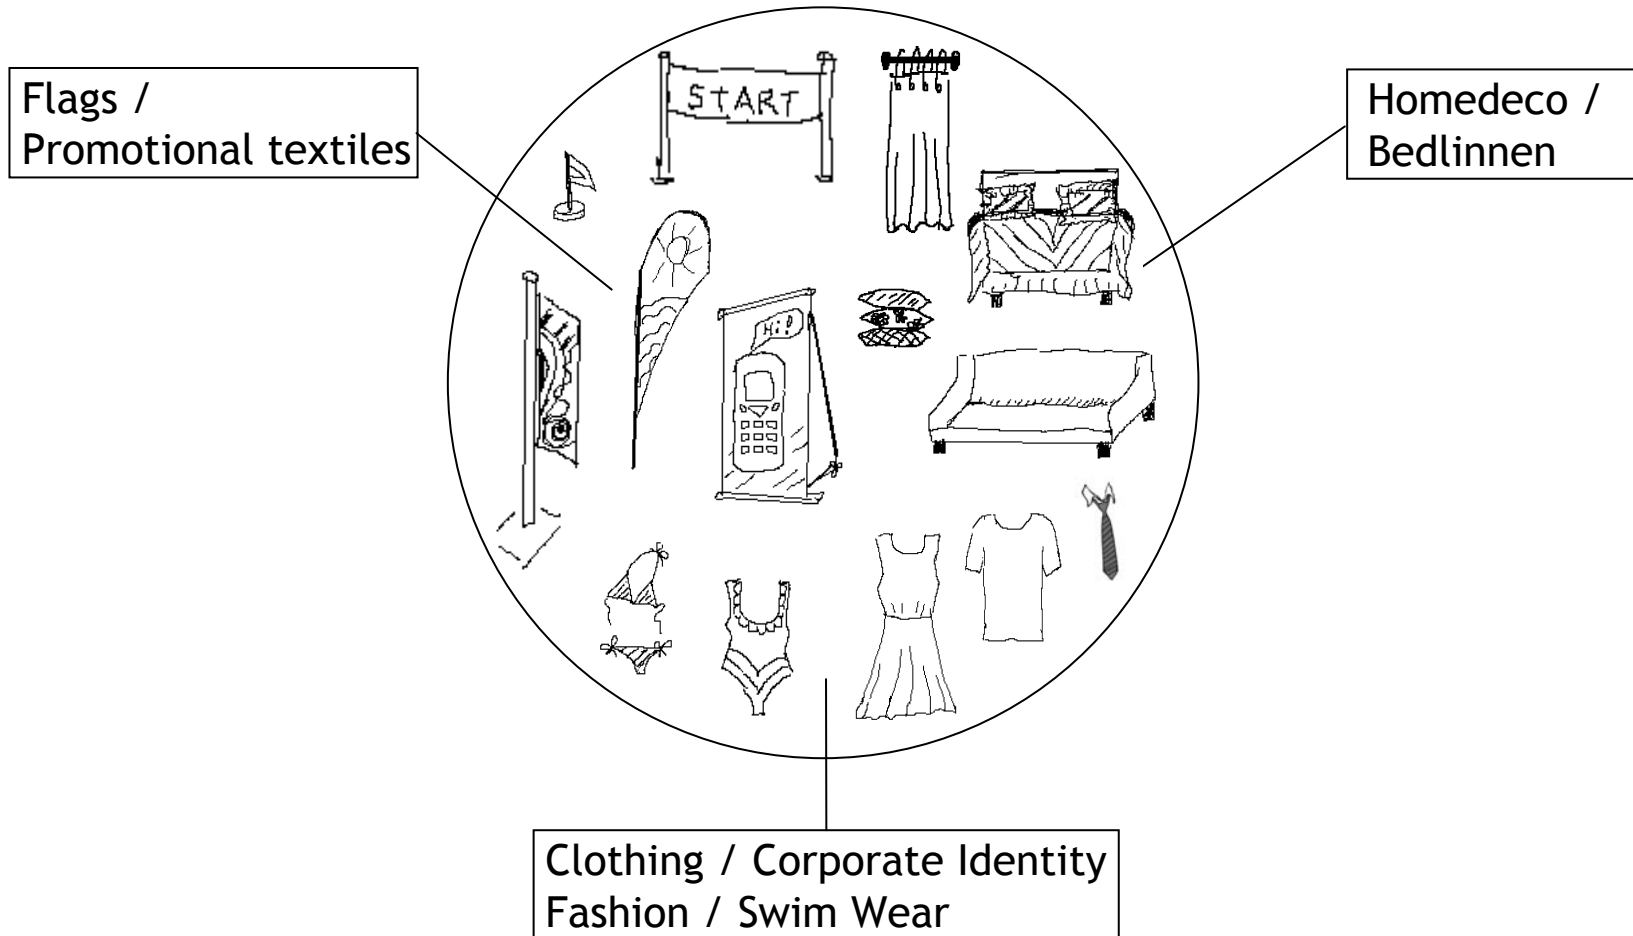 Flags /
Promotional textiles
START
Homedeco /
Bedlinnen
Hi!
Clothing / Corporate Identity
Fashion / Swim Wear